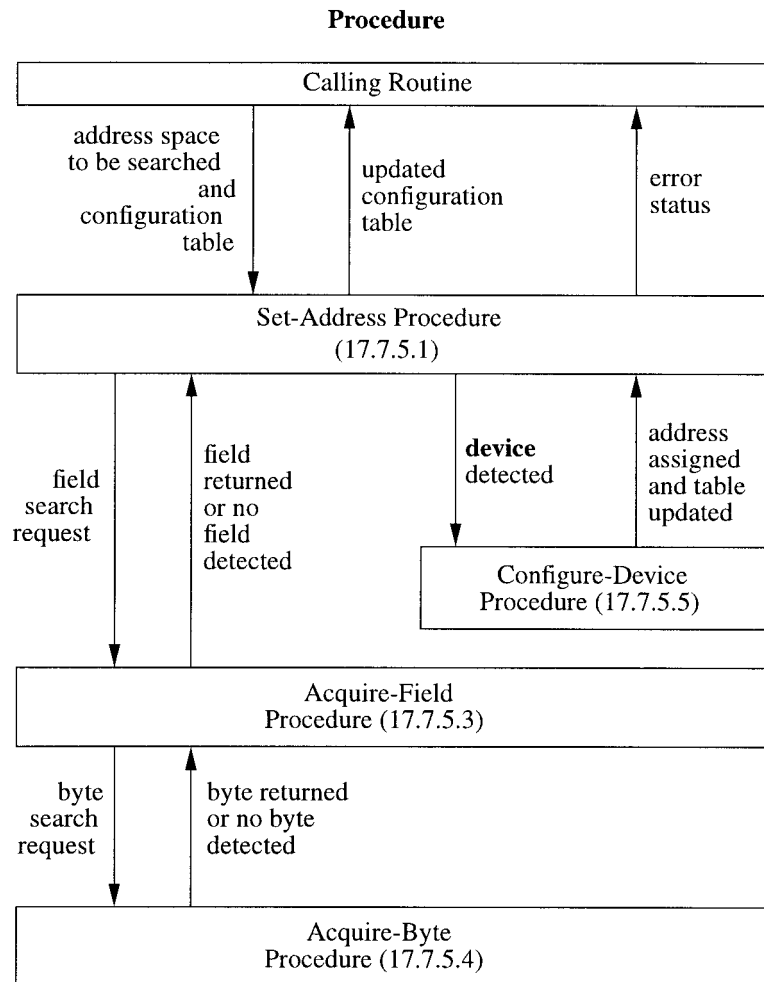 Procedure
Calling Routine
address space
to be searched
and
configuration
table
updated
configuration
table
error
status
Set-Address Procedure
(17.7.5.1)
field
search
request
field
returned
or no
field
detected
device
detected
address
assigned
and table
updated
Configure-Device
Procedure (17.7.5.5)
Acquire-Field
Procedure (17.7.5.3)
byte
search
request
byte returned
or no byte
detected
Acquire-Byte
Procedure (17.7.5.4)